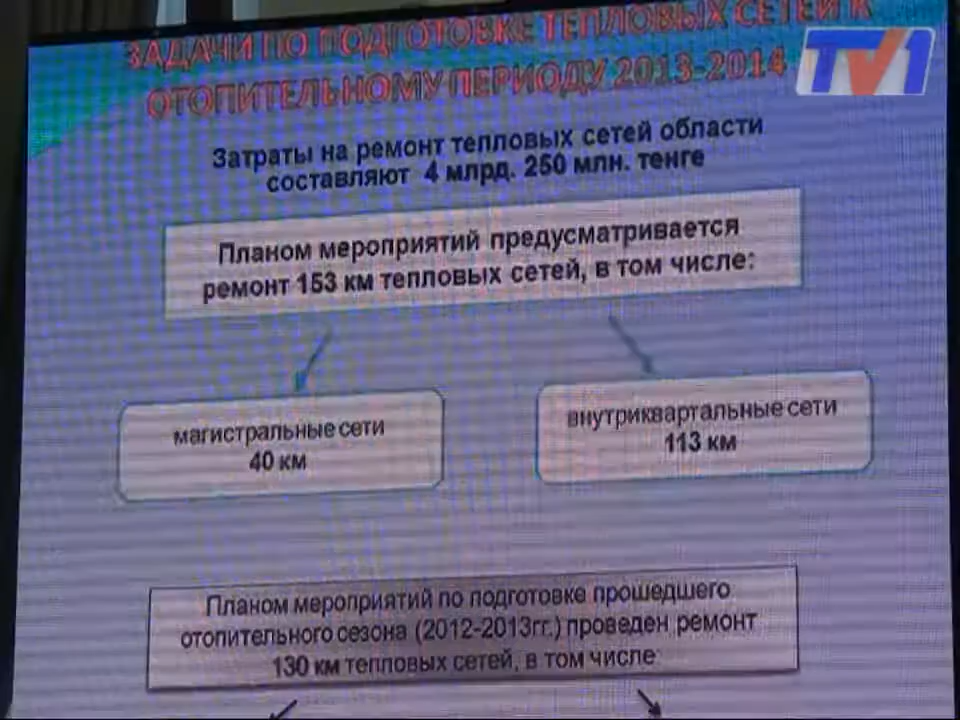 ЗАДАЧИ ПО ПОДГОТОВКЕ ТЕПЛОВЫХ СЕТЕЙ К
ОТОПИТЕЛЬНОМУ ПЕРИОДУ 2013-2014
TV1
Затраты на ремонт тепловых сетей области
составляют 4 млрд. 250 млн. тенге
Планом мероприятий предусматривается
ремонт 153 км тепловых сетей, в том числе:
магистральные сети
40 км
внутриквартальные сети
113 км
Планом мероприятий по подготовке прошедшего
отопительного сезона (2012-2013гг.) проведен ремонт
130 км тепловых сетей, в том числе: